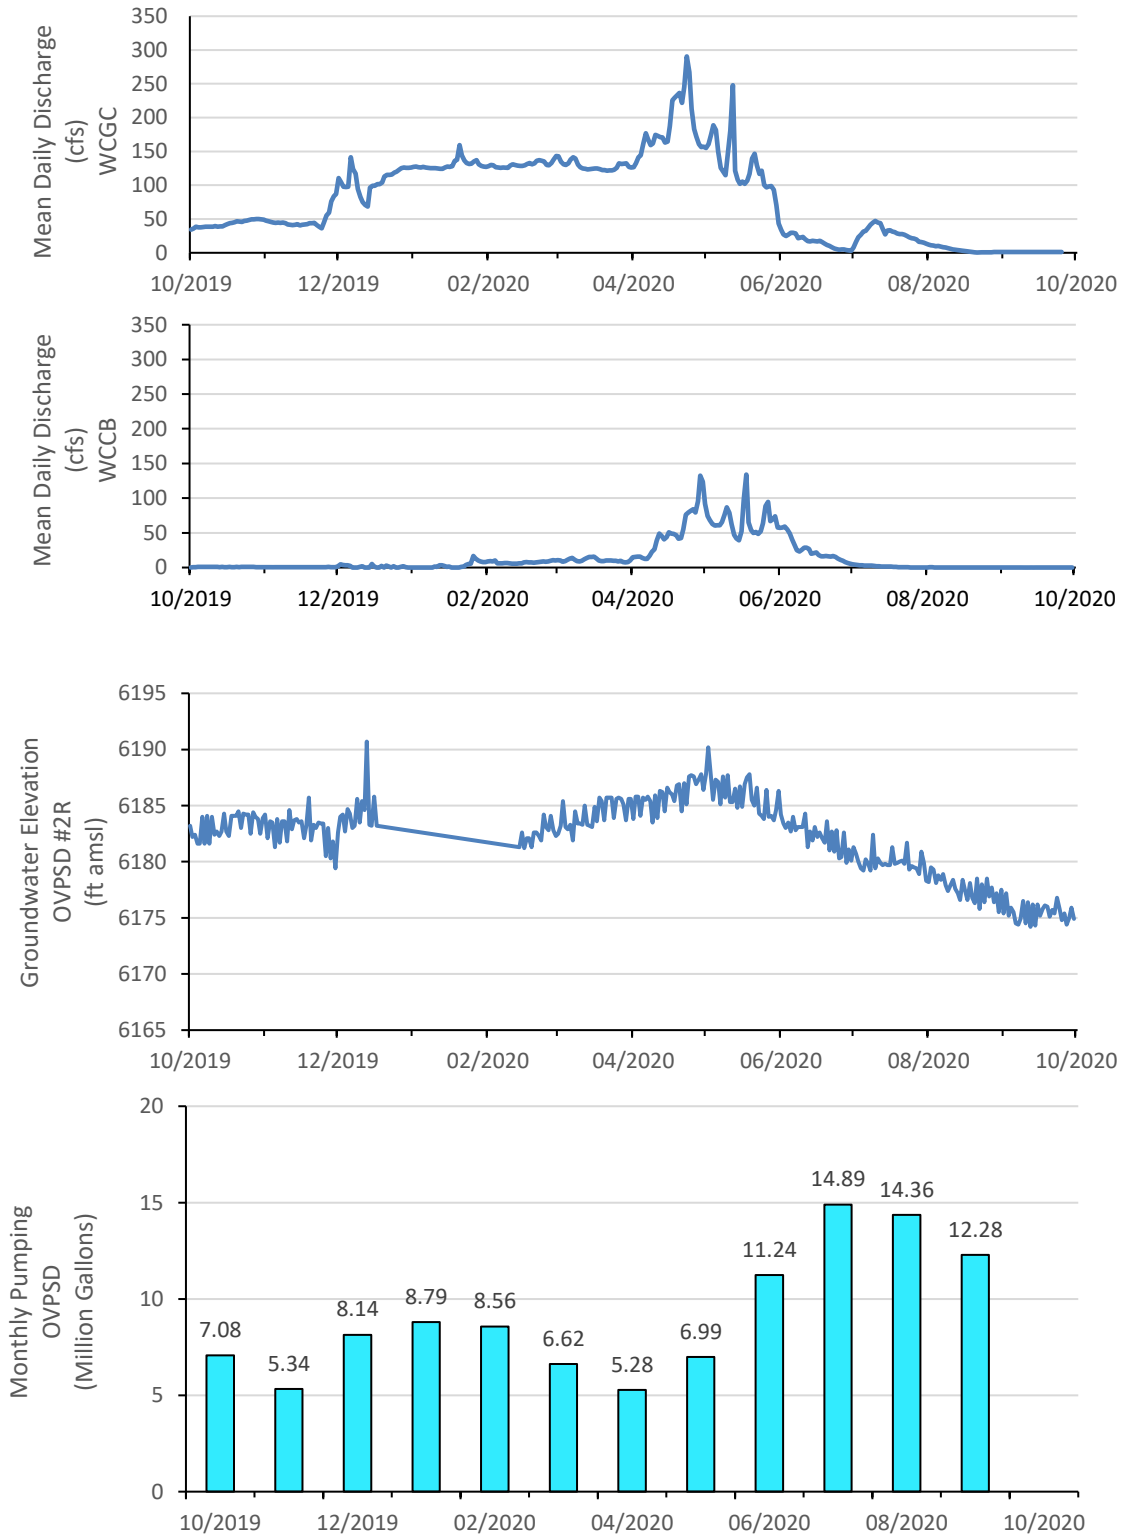 Mean Daily Discharge
(cfs)
WCGC
350
300
250
200
150
100
50
0
10/2019 12/2019 02/2020 04/2020 06/2020 08/2020 10/2020
Mean Daily Discharge
(cfs)
WCCB
350
300
250
200
150
100
50
0
10/2019 12/2019 02/2020 04/2020 06/2020 08/2020 10/2020
Groundwater Elevation
OVPSD #2R
(ft amsl)
6195
6190
6185
6180
6175
6170
6165
10/2019 12/2019 02/2020 04/2020 06/2020 08/2020 10/2020
Monthly Pumping
OVPSD
(Million Gallons)
20
15
10
5
0
7.08 5.34 8.14 8.79 8.56 6.62 5.28 6.99 11.24 14.89 14.36 12.28
10/2019 12/2019 02/2020 04/2020 06/2020 08/2020 10/2020